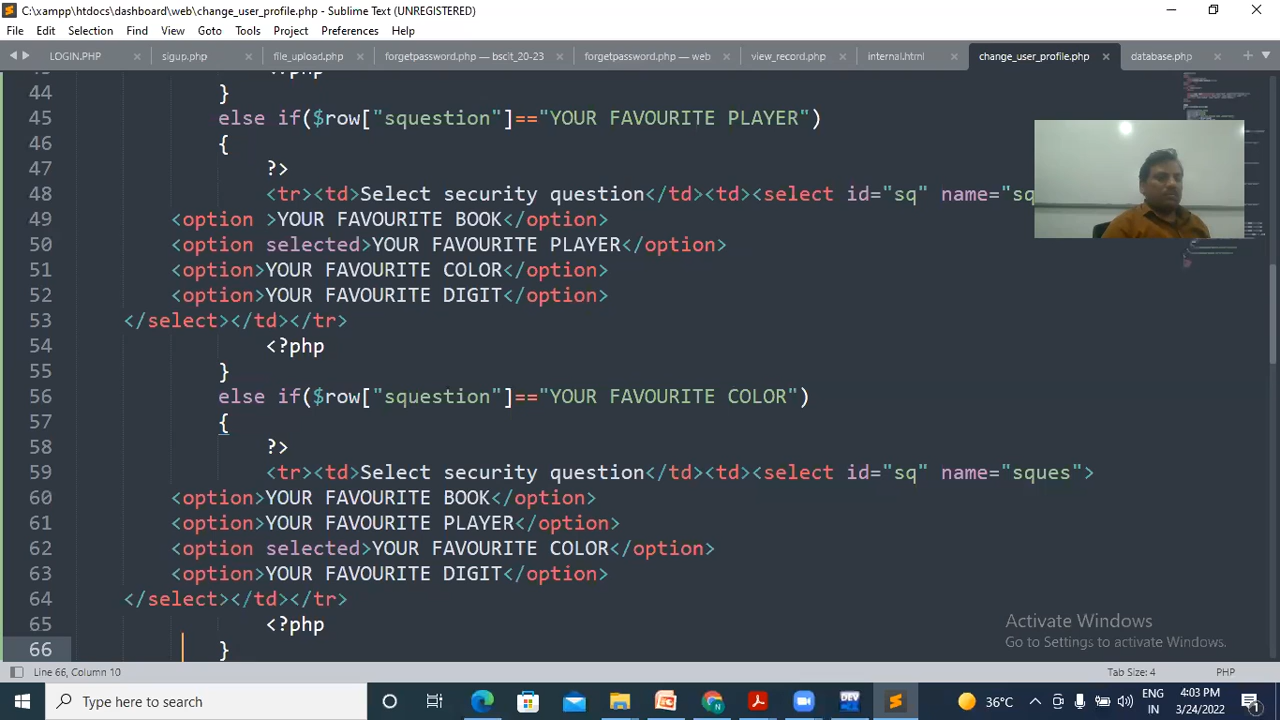 C:\xampp\htdocs\dashboard\web\change_user_profile.php - Sublime Text (UNREGISTERED)
File Edit Selection Find View Goto Tools Project Preferences Help
LOGIN.PHP × sigup.php × file_upload.php × forgetpassword.php — bscit_20-23 × forgetpassword.php — web × view_record.php × internal.html × change_user_profile.php × database.php ×
<?php
44 }
45 else if($row["squestion"]=="YOUR FAVOURITE PLAYER")
46 {
47 ?>
48 <tr><td>Select security question</td><td><select id="sq" name="sq
49 <option >YOUR FAVOURITE BOOK</option>
50 <option selected>YOUR FAVOURITE PLAYER</option>
51 <option>YOUR FAVOURITE COLOR</option>
52 <option>YOUR FAVOURITE DIGIT</option>
53 </select></td></tr>
54 <?php
55 }
56 else if($row["squestion"]=="YOUR FAVOURITE COLOR")
57 {
58 ?>
59 <tr><td>Select security question</td><td><select id="sq" name="sques">
60 <option>YOUR FAVOURITE BOOK</option>
61 <option>YOUR FAVOURITE PLAYER</option>
62 <option selected>YOUR FAVOURITE COLOR</option>
63 <option>YOUR FAVOURITE DIGIT</option>
64 </select></td></tr>
65 <?php
66 }
Activate Windows
Go to Settings to activate Windows.
Line 66, Column 10 Tab Size: 4 PHP
Type here to search
36°C ENG IN 4:03 PM 3/24/2022